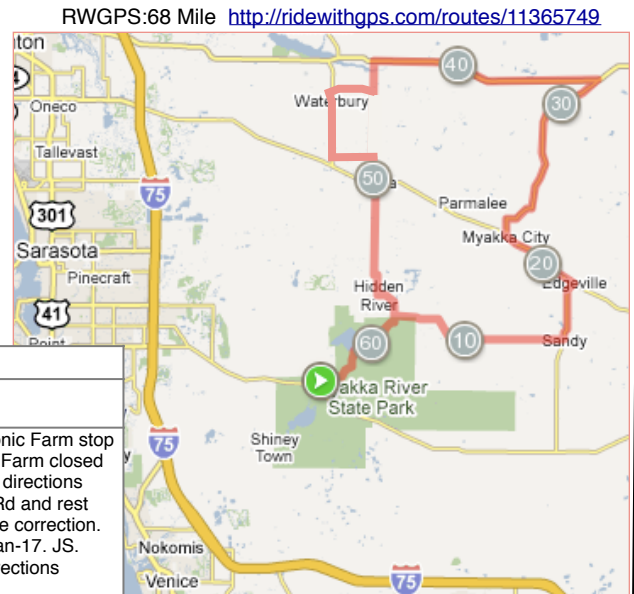 RWGPS:68 Mile http://ridewithgps.com/routes/11365749
ton
40
Waterbury
30
Oneco
Tallevast
75
50
a
Parmalee
301
Myakka City
Sarasota
20
Pinecraft
Edgeville
Hidden
River
41
Point
10
Sandy
60
akka River
State Park
onic Farm stop
Farm closed
directions
Rd and rest
e correction.
an-17. JS.
ections
y
75
Shiney
Town
Nokomis
Venice
75